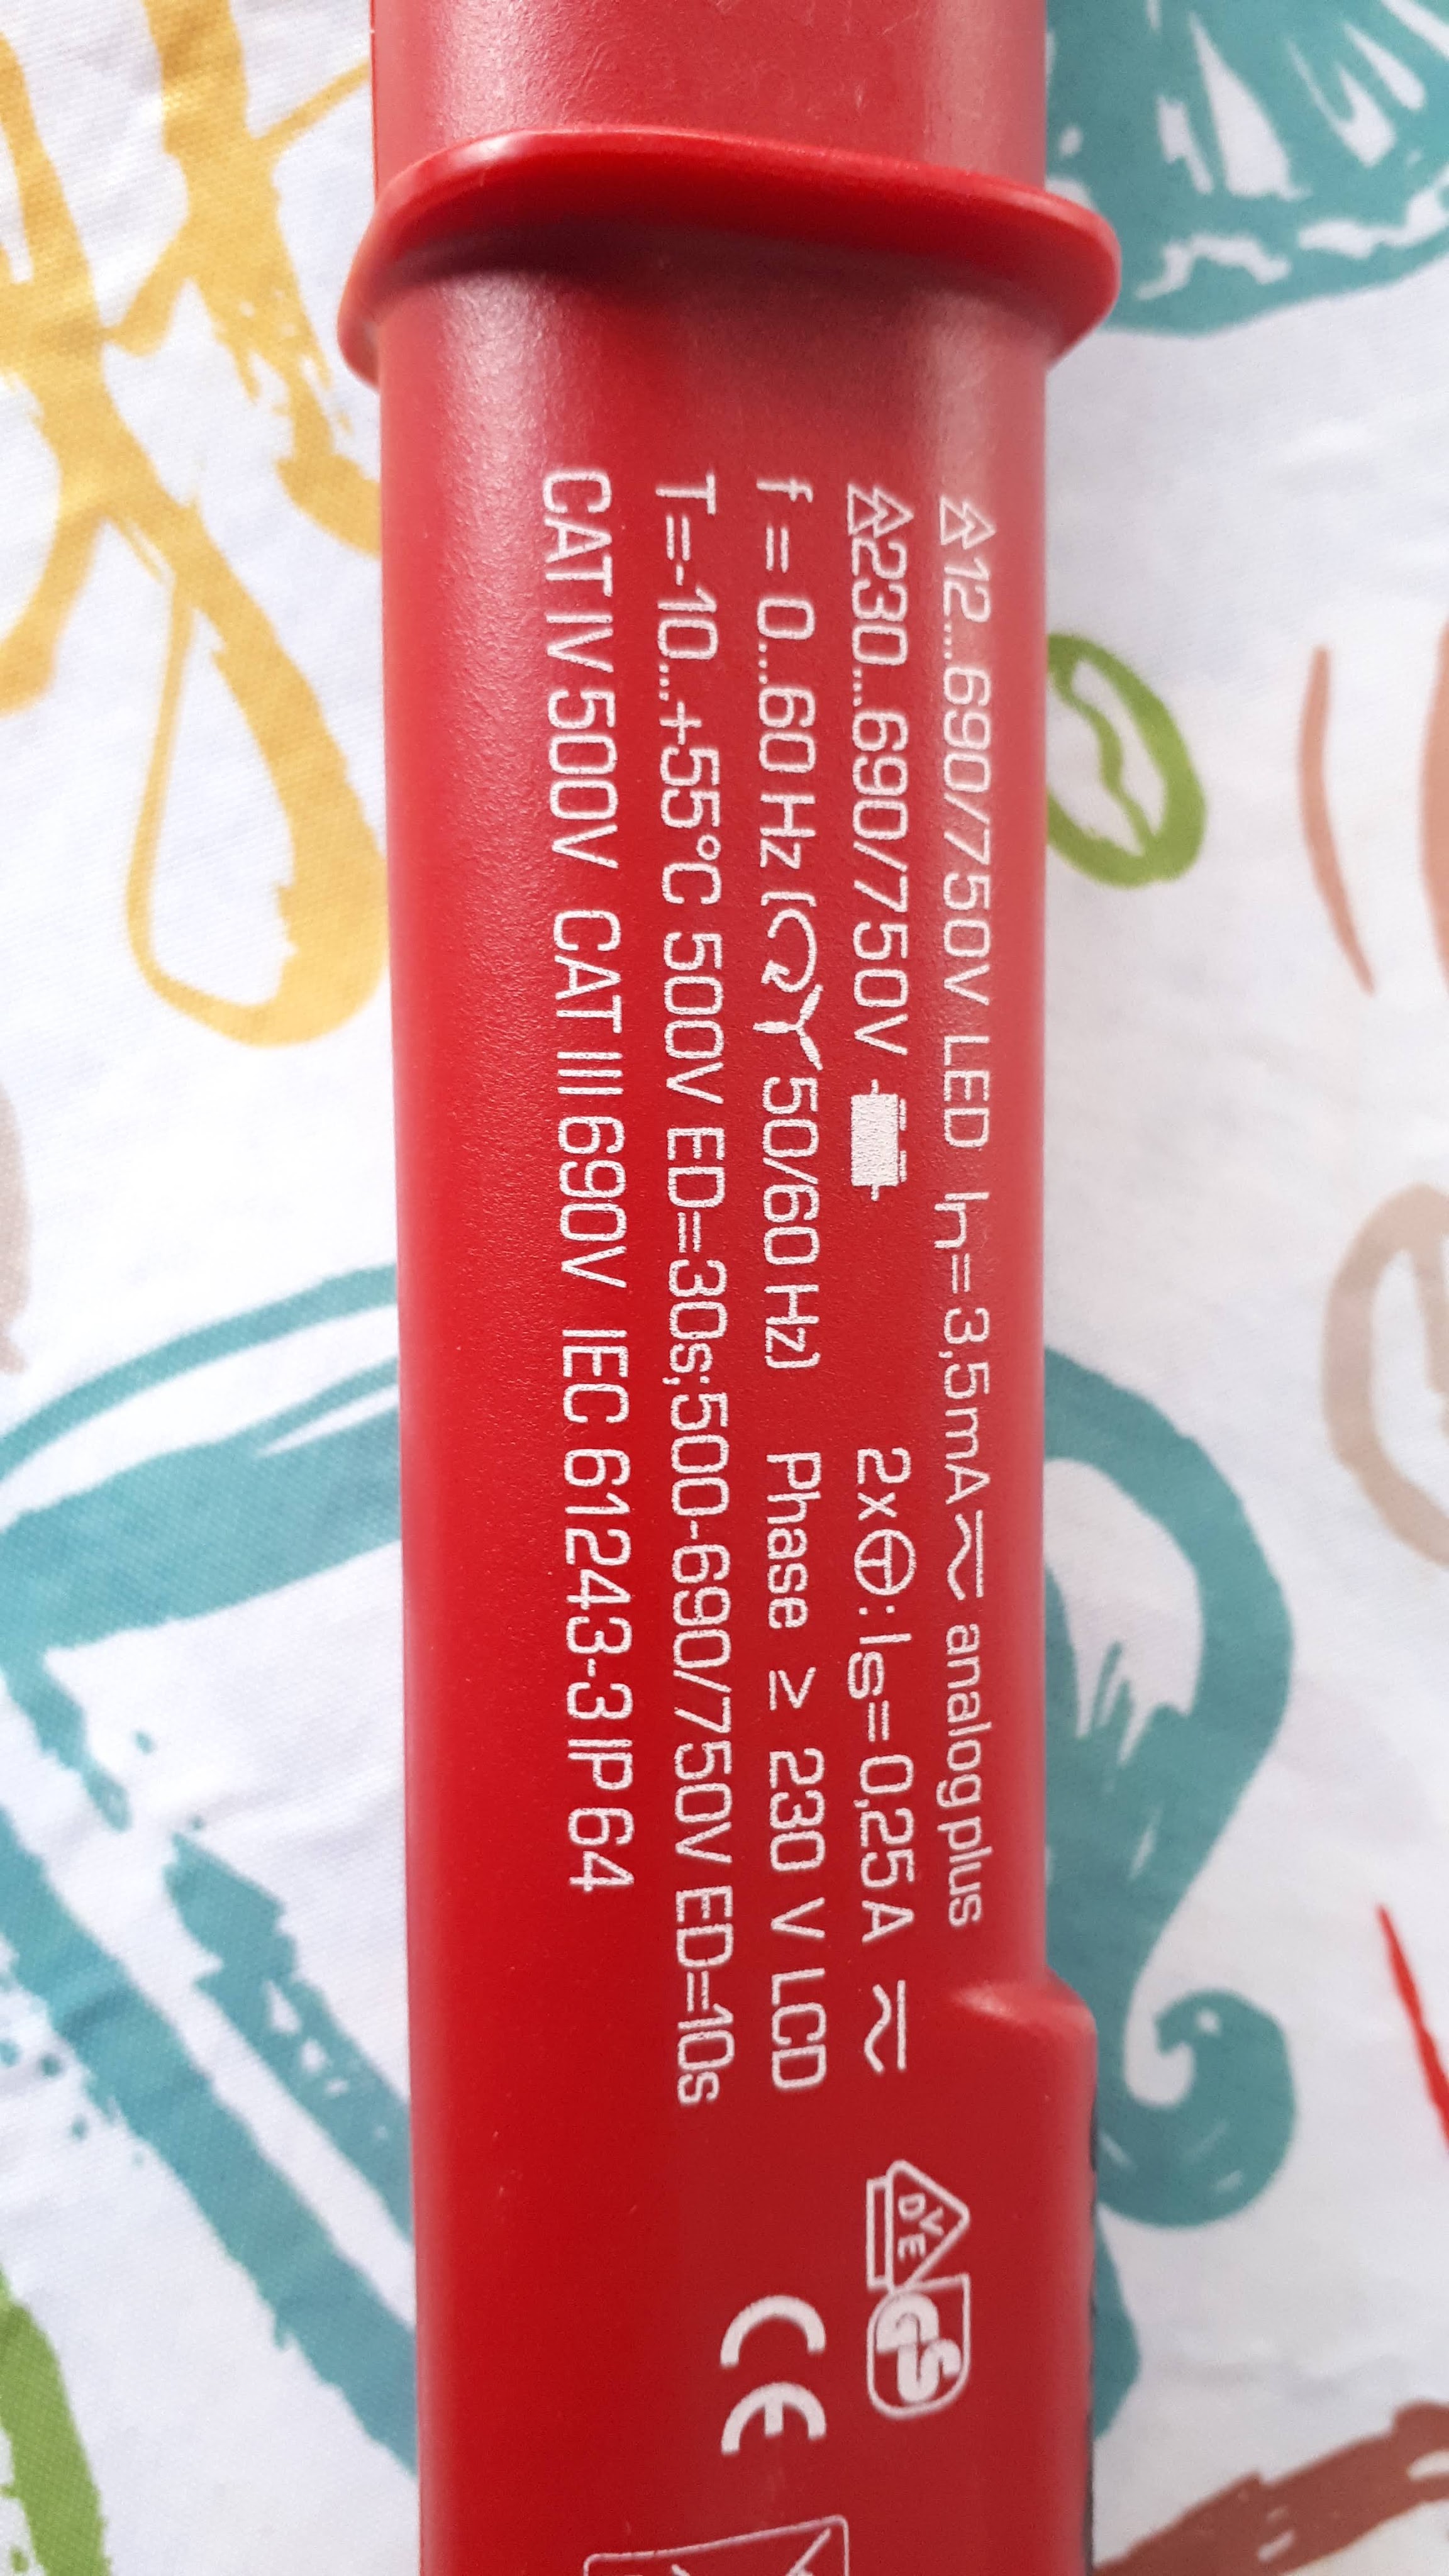 12....690/750V LED In=3,5mA⎓ analog plus
230...690/750V 2x : Is=0,25A
f = 0...60 Hz ( 50/60 Hz) Phase ≥ 230 V LCD
T=-10...+55°C 500V ED=30s;500-690/750V ED=10s
CAT IV 500V CAT III 690V IEC 61243-3 IP 64
DVE GS
CE